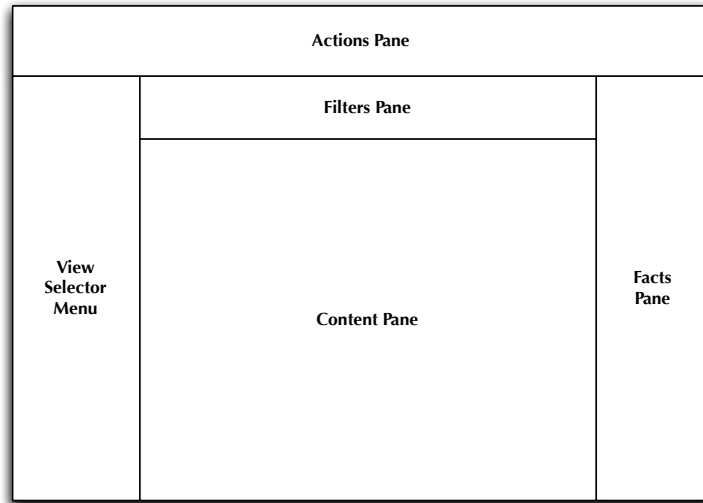 Actions Pane
Filters Pane
View
Selector
Menu
Content Pane
Facts
Pane